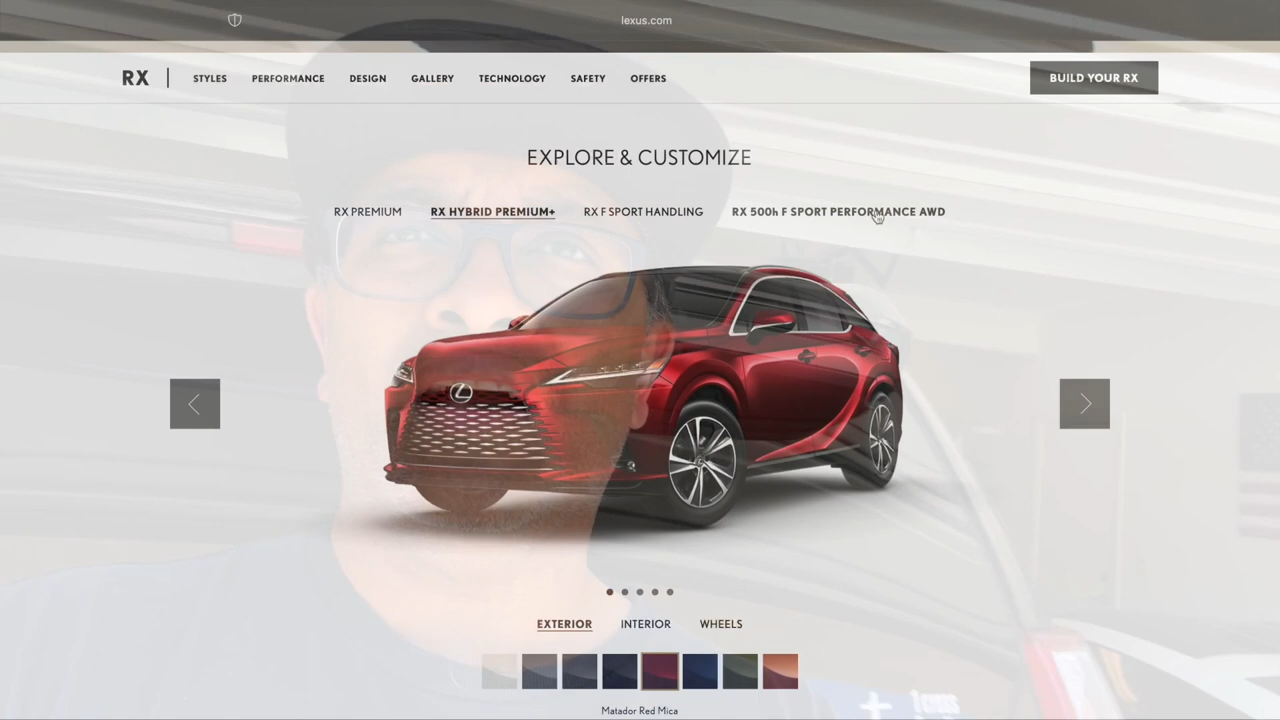 lexus.com
RX
STYLES
PERFORMANCE
DESIGN
GALLERY
TECHNOLOGY
SAFETY
OFFERS
BUILD YOUR RX
EXPLORE & CUSTOMIZE
RX PREMIUM
RX HYBRID PREMIUM+
RX F SPORT HANDLING
RX 500h F SPORT PERFORMANCE AWD
EXTERIOR
INTERIOR
WHEELS
Matador Red Mica